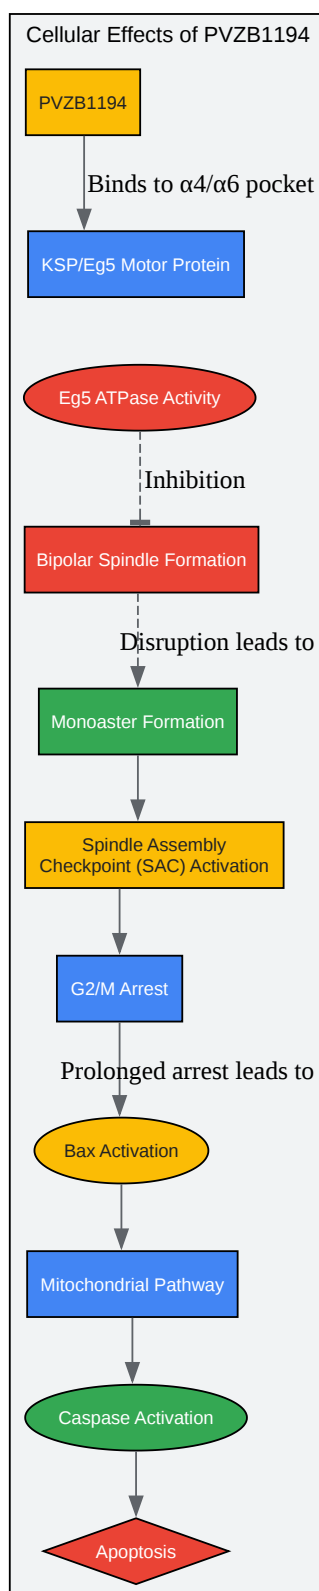 Cellular Effects of PVZB1194
PVZB1194
Binds to α4/α6 pocket
KSP/Eg5 Motor Protein
Eg5 ATPase Activity
Inhibition
Bipolar Spindle Formation
Disruption leads to
Monoaster Formation
Spindle Assembly
Checkpoint (SAC) Activation
G2/M Arrest
Prolonged arrest leads to
Bax Activation
Mitochondrial Pathway
Caspase Activation
Apoptosis